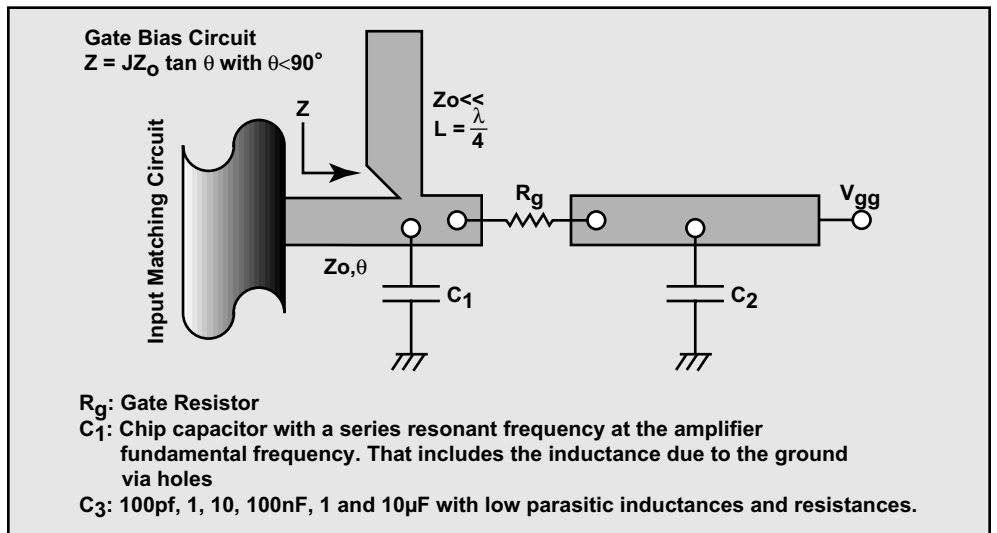 Gate Bias Circuit
Z = JZo tan θ with θ<90°
Input Matching Circuit
Z
Zo<<
L = λ/4
Rg
Vgg
Zo,θ
C1
C2
Rg: Gate Resistor
C1: Chip capacitor with a series resonant frequency at the amplifier
fundamental frequency. That includes the inductance due to the ground
via holes
C3: 100pf, 1, 10, 100nF, 1 and 10µF with low parasitic inductances and resistances.